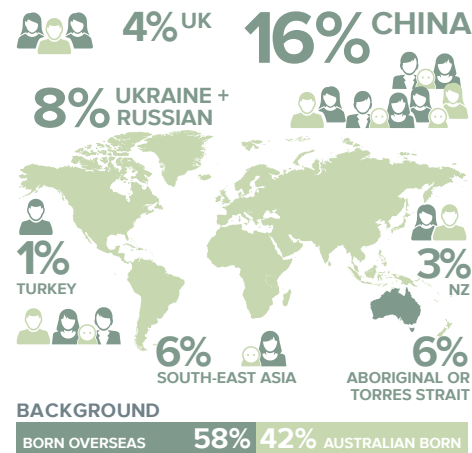 4% UK
16% CHINA
8% UKRAINE +
RUSSIAN
1%
TURKEY
3%
NZ
6%
SOUTH-EAST ASIA
6%
ABORIGINAL OR
TORRES STRAIT
BACKGROUND
BORN OVERSEAS 58% 42% AUSTRALIAN BORN